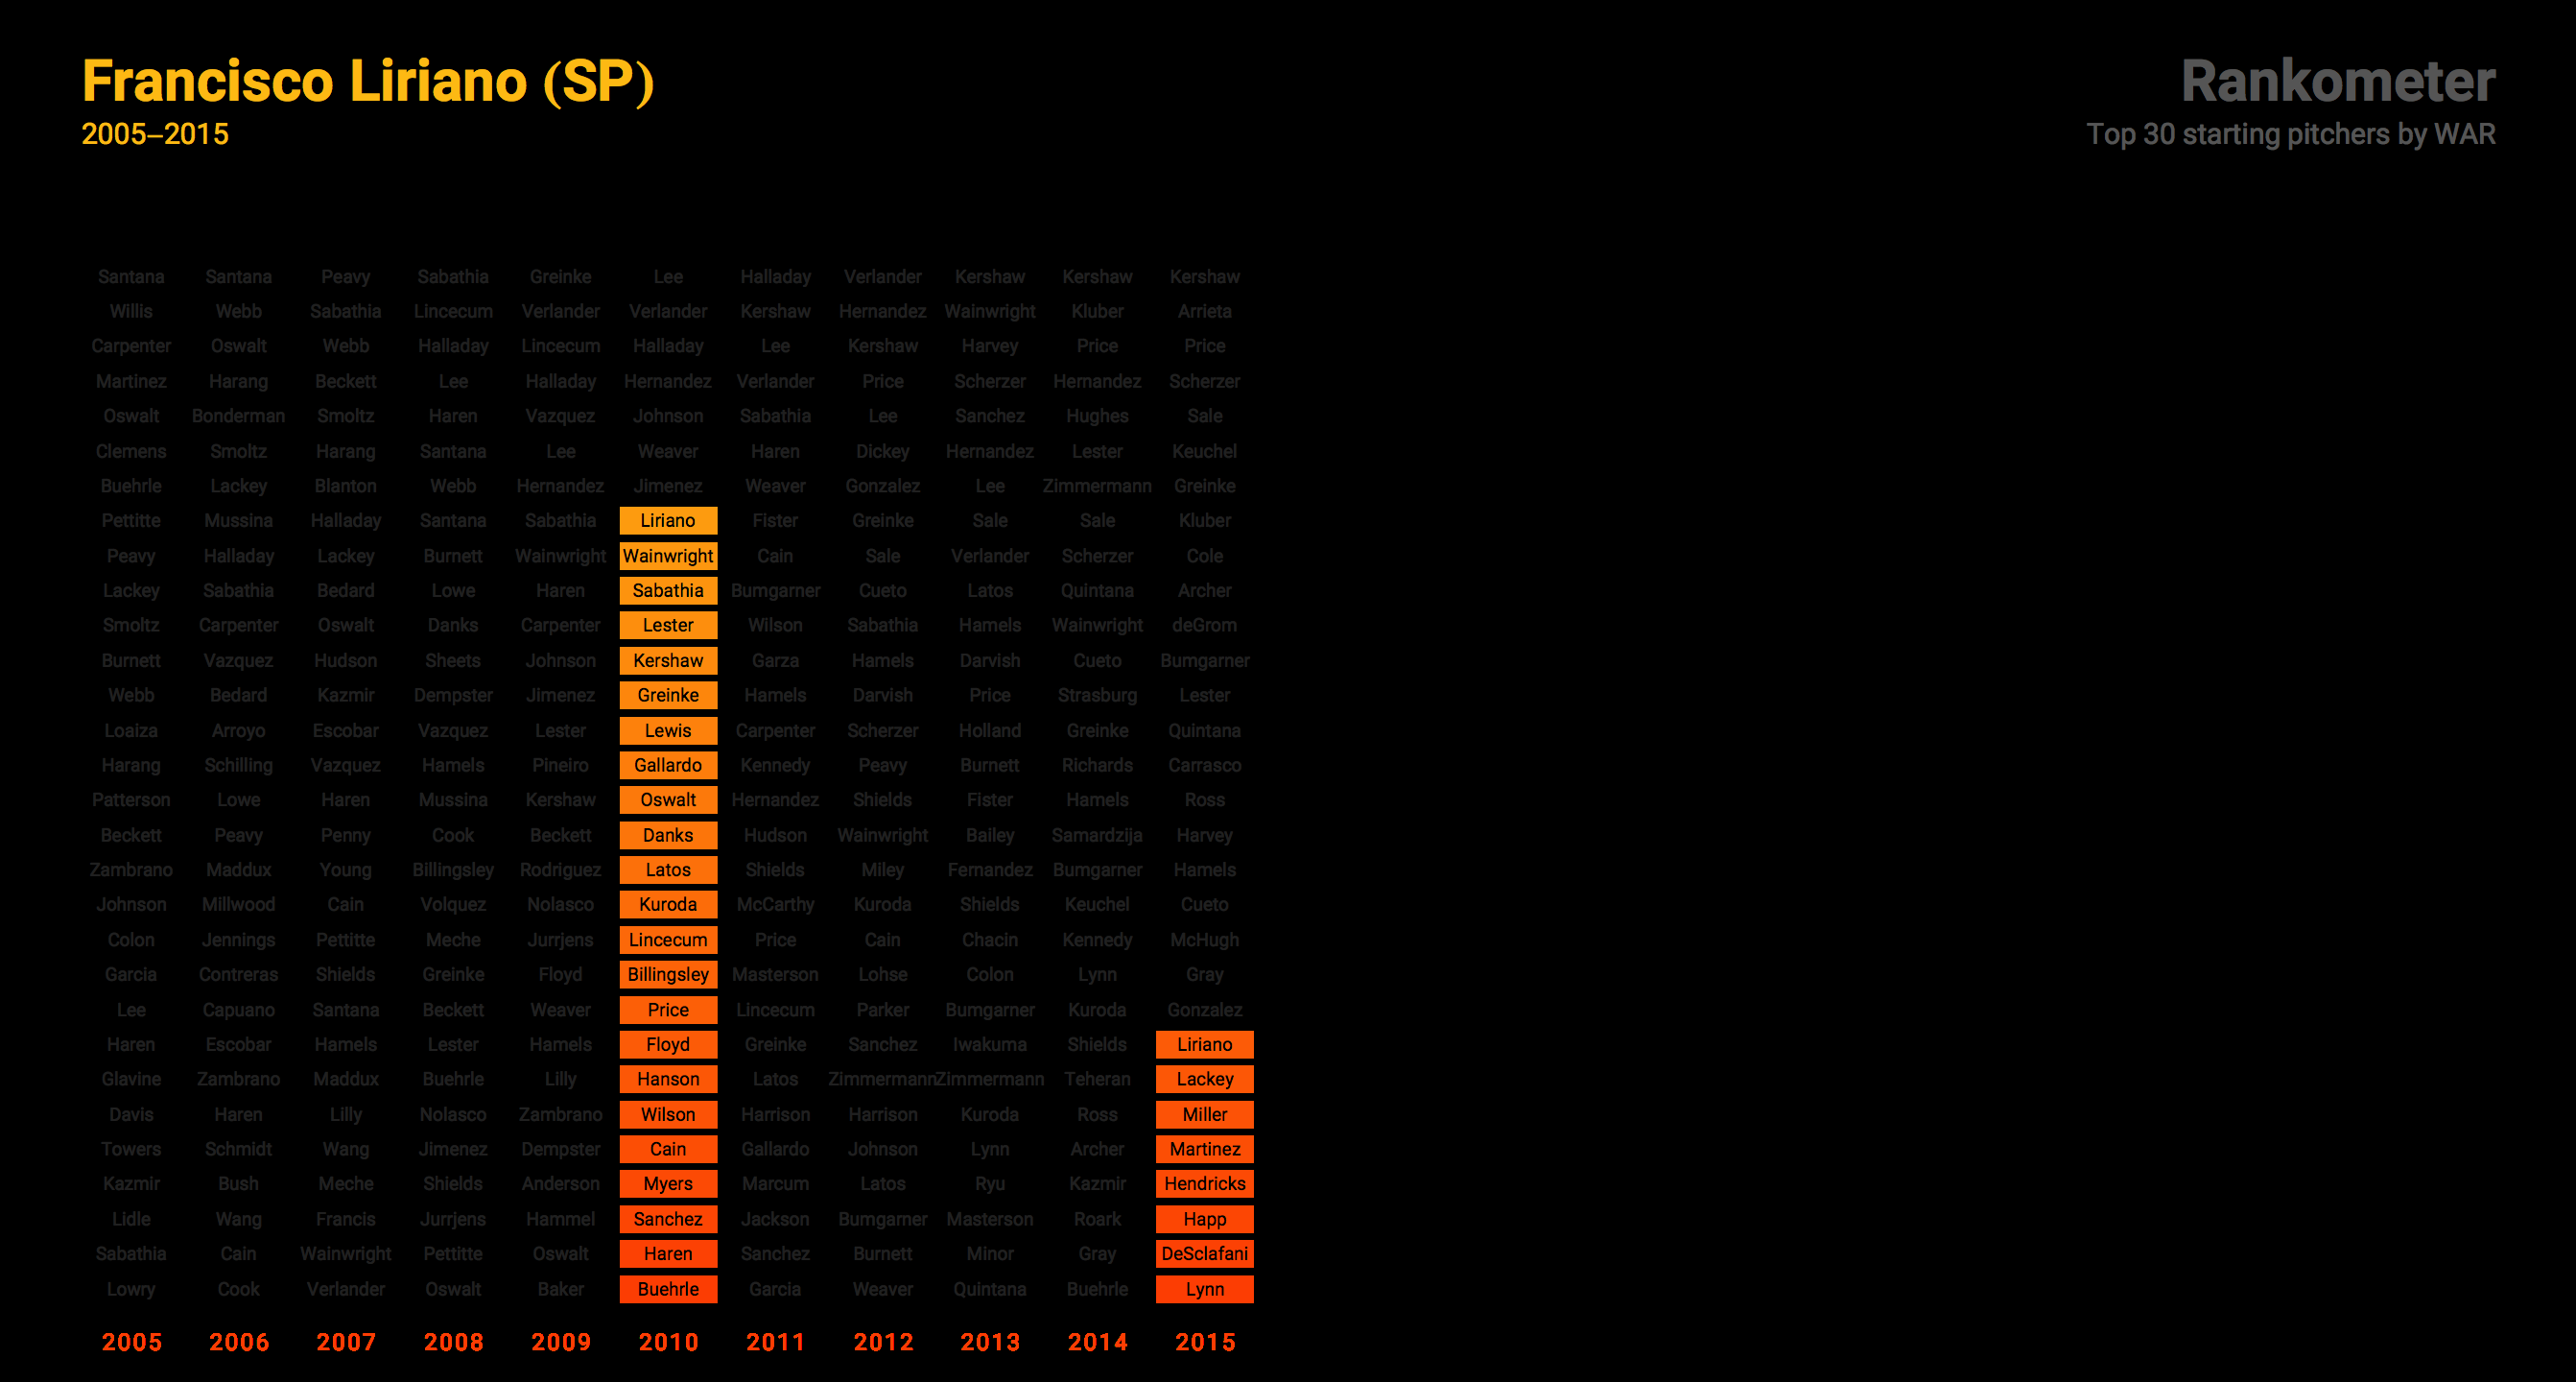 Francisco Liriano (SP)
2005–2015
Rankometer
Top 30 starting pitchers by WAR
Santana Santana Peavy Sabathia Greinke Lee Halladay Verlander Kershaw Kershaw Kershaw
Willis Webb Sabathia Lincecum Verlander Verlander Kershaw Hernandez Wainwright Kluber Arrieta
Carpenter Oswalt Webb Halladay Lincecum Halladay Lee Kershaw Harvey Price Price
Martinez Harang Beckett Lee Halladay Hernandez Verlander Price Scherzer Hernandez Scherzer
Oswalt Bonderman Smoltz Haren Vazquez Johnson Sabathia Lee Sanchez Hughes Sale
Clemens Smoltz Harang Santana Lee Weaver Haren Dickey Hernandez Lester Keuchel
Buehrle Lackey Blanton Webb Hernandez Jimenez Weaver Gonzalez Lee Zimmermann Greinke
Pettitte Mussina Halladay Santana Sabathia Liriano Fister Greinke Sale Sale Kluber
Peavy Halladay Lackey Burnett Wainwright Wainwright Cain Sale Verlander Scherzer Cole
Lackey Sabathia Bedard Lowe Haren Sabathia Bumgarner Cueto Latos Quintana Archer
Smoltz Carpenter Oswalt Danks Carpenter Lester Wilson Sabathia Hamels Wainwright deGrom
Burnett Vazquez Hudson Sheets Johnson Kershaw Garza Hamels Darvish Cueto Bumgarner
Webb Bedard Kazmir Dempster Jimenez Greinke Hamels Darvish Price Strasburg Lester
Loaiza Arroyo Escobar Vazquez Lester Lewis Carpenter Scherzer Holland Greinke Quintana
Harang Schilling Vazquez Hamels Pineiro Gallardo Kennedy Peavy Burnett Richards Carrasco
Patterson Lowe Haren Mussina Kershaw Oswalt Hernandez Shields Fister Hamels Ross
Beckett Peavy Penny Cook Beckett Danks Hudson Wainwright Bailey Samardzija Harvey
Zambrano Maddux Young Billingsley Rodriguez Latos Shields Miley Fernandez Bumgarner Hamels
Johnson Millwood Cain Volquez Nolasco Kuroda McCarthy Kuroda Shields Keuchel Cueto
Colon Jennings Pettitte Meche Jurrjens Lincecum Price Cain Chacin Kennedy McHugh
Garcia Contreras Shields Greinke Floyd Billingsley Masterson Lohse Colon Lynn Gray
Lee Capuano Santana Beckett Weaver Price Lincecum Parker Bumgarner Kuroda Gonzalez
Haren Escobar Hamels Lester Hamels Floyd Greinke Sanchez Iwakuma Shields Liriano
Glavine Zambrano Maddux Buehrle Lilly Hanson Latos Zimmermann Zimmermann Teheran Lackey
Davis Haren Lilly Nolasco Zambrano Wilson Harrison Harrison Kuroda Ross Miller
Towers Schmidt Wang Jimenez Dempster Cain Gallardo Johnson Lynn Archer Martinez
Kazmir Bush Meche Shields Anderson Myers Marcum Latos Ryu Kazmir Hendricks
Lidle Wang Francis Jurrjens Hammel Sanchez Jackson Bumgarner Masterson Roark Happ
Sabathia Cain Wainwright Pettitte Oswalt Haren Sanchez Burnett Minor Gray DeSclafani
Lowry Cook Verlander Oswalt Baker Buehrle Garcia Weaver Quintana Buehrle Lynn
2005 2006 2007 2008 2009 2010 2011 2012 2013 2014 2015